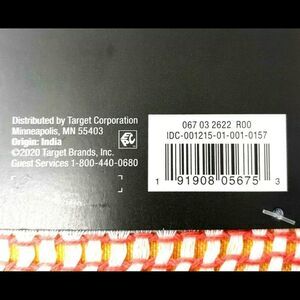 Distributed by Target Corporation
Minneapolis, MN 55403
Origin: India
©2020 Target Brands, Inc.
Guest Services 1-800-440-0680
067 03 2622 R00
IDC-001215-01-001-0157
1 91908 05675 3